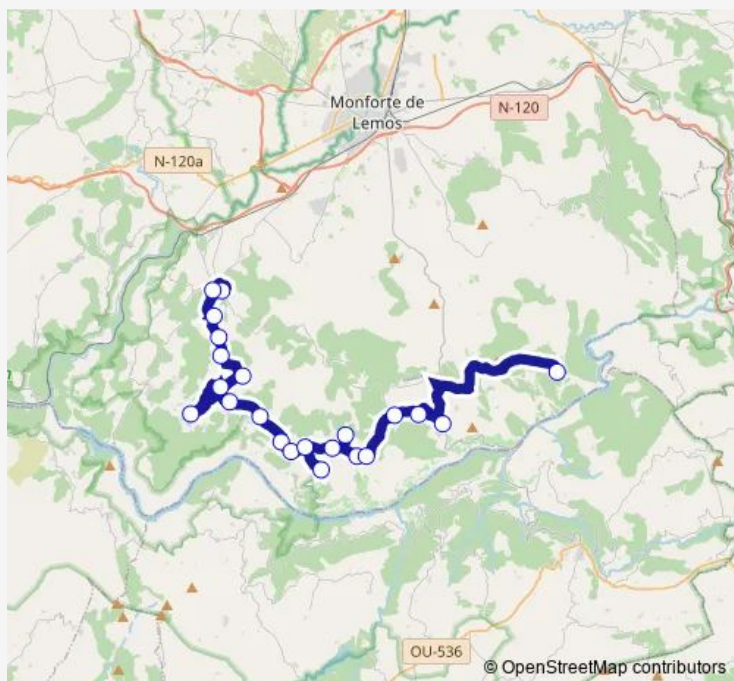 Monforte de
Lemos
N-120
N-120a
OU-536
© OpenStreetMap contributors